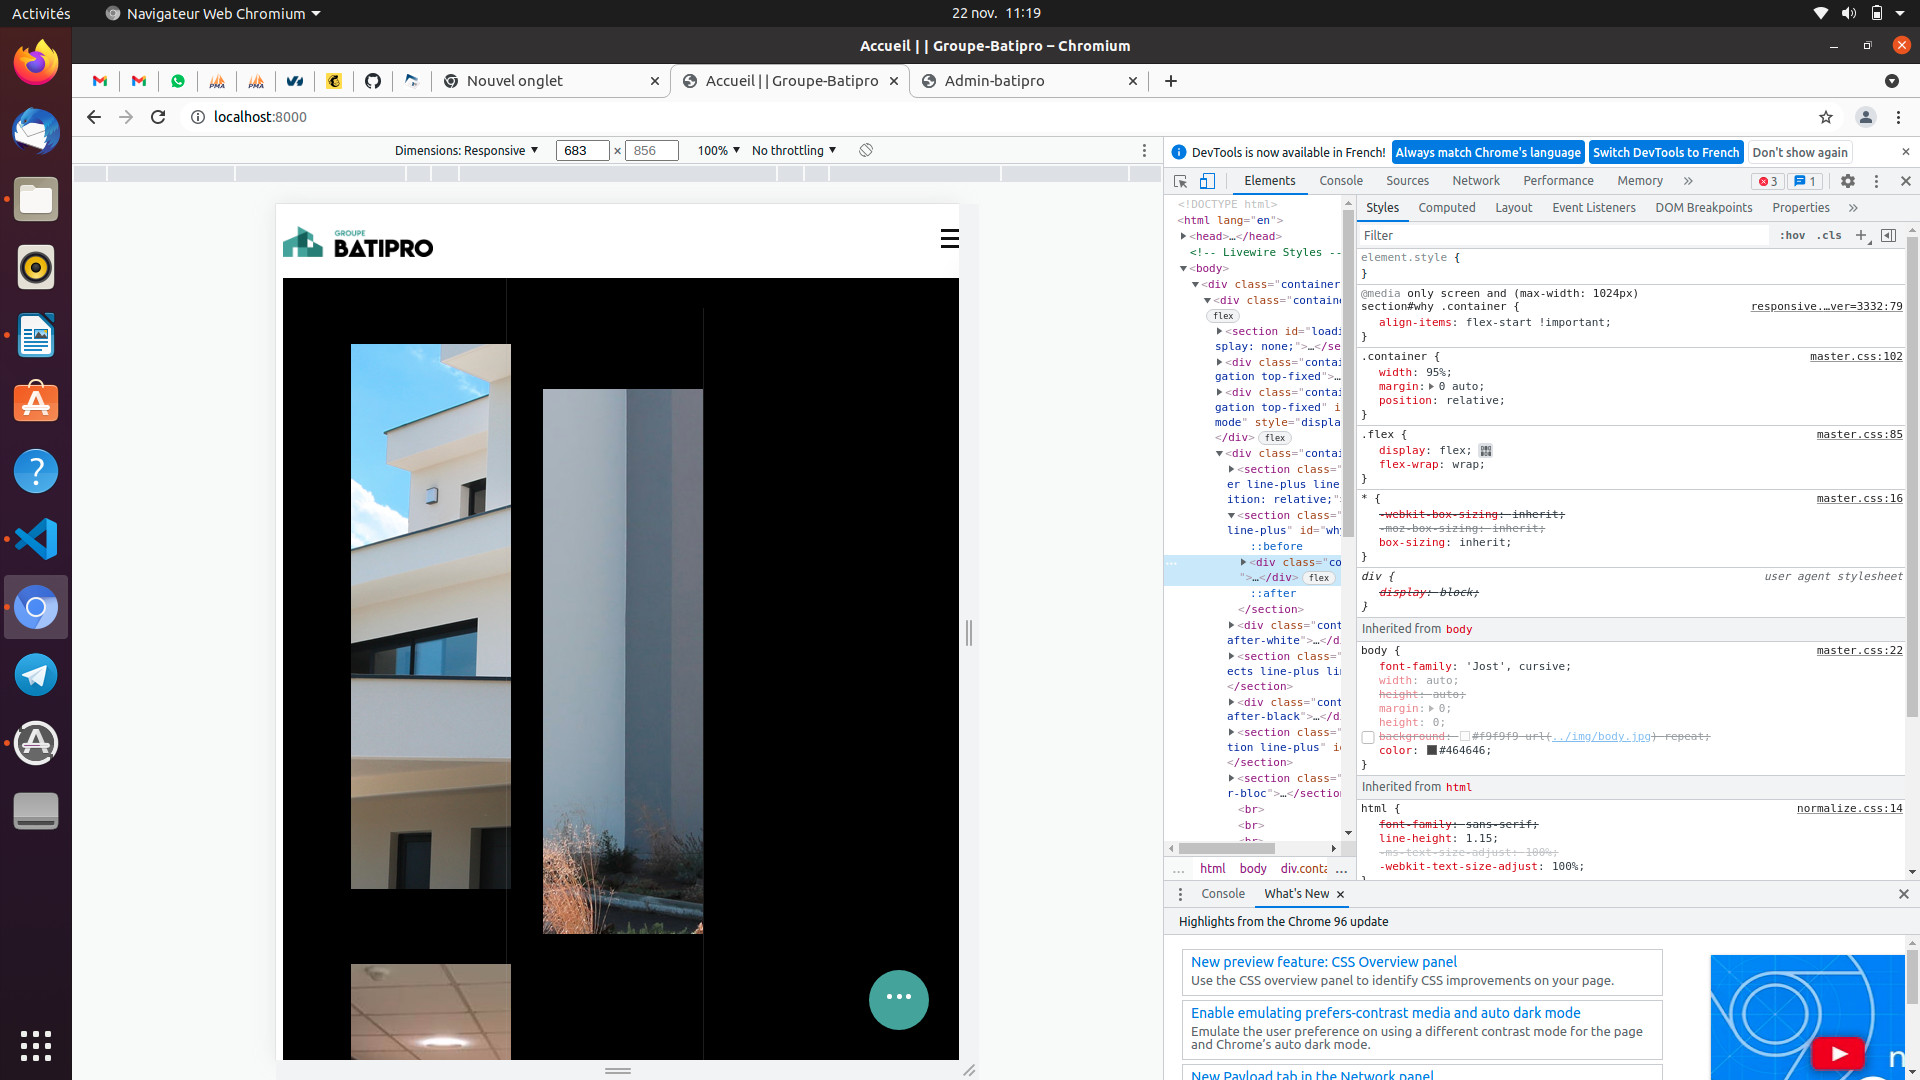 Activités
Navigateur Web Chromium
22 nov. 11:19
Accueil | | Groupe-Batipro – Chromium
Nouvel onglet
Accueil | | Groupe-Batipro
Admin-batipro
localhost:8000
Dimensions: Responsive
683 × 856
100%
No throttling
GROUPE
BATIPRO
DevTools is now available in French!
Always match Chrome's language
Switch DevTools to French
Don't show again
Elements
Console
Sources
Network
Performance
Memory
3
1
<!DOCTYPE html>
<html lang="en">
<head>…</head>
<!-- Livewire Styles --
<body>
<div class="container
<div class="containe
flex
<section id="loadi
splay: none;">…</se
<div class="contai
gation top-fixed">…
<div class="contai
gation top-fixed" i
mode" style="displa
</div> flex
<div class="contai
<section class="
er line-plus line
ition: relative;"
<section class="
line-plus" id="wh
::before
<div class="co
">…</div> flex
::after
</section>
<div class="cont
after-white">…</d
<section class="
ects line-plus li
</section>
<div class="cont
after-black">…</d
<section class="
tion line-plus" i
</section>
<section class="
r-bloc">…</section
<br>
<br>
<br>
… html body div.conta …
Styles
Computed
Layout
Event Listeners
DOM Breakpoints
Properties
Filter
:hov .cls
element.style {
}
@media only screen and (max-width: 1024px)
section#why .container {
responsive.…ver=3332:79
align-items: flex-start !important;
}
.container {
master.css:102
width: 95%;
margin: 0 auto;
position: relative;
}
.flex {
master.css:85
display: flex;
flex-wrap: wrap;
}
* {
master.css:16
-webkit-box-sizing: inherit;
-moz-box-sizing: inherit;
box-sizing: inherit;
}
div {
user agent stylesheet
display: block;
}
Inherited from body
body {
master.css:22
font-family: 'Jost', cursive;
width: auto;
height: auto;
margin: 0;
height: 0;
background: #f9f9f9 url(../img/body.jpg) repeat;
color: #464646;
}
Inherited from html
html {
normalize.css:14
font-family: sans-serif;
line-height: 1.15;
-ms-text-size-adjust: 100%;
-webkit-text-size-adjust: 100%;
Console
What's New
Highlights from the Chrome 96 update
New preview feature: CSS Overview panel
Use the CSS overview panel to identify CSS improvements on your page.
Enable emulating prefers-contrast media and auto dark mode
Emulate the user preference on using a different contrast mode for the page
and Chrome's auto dark mode.
New Payload tab in the Network panel